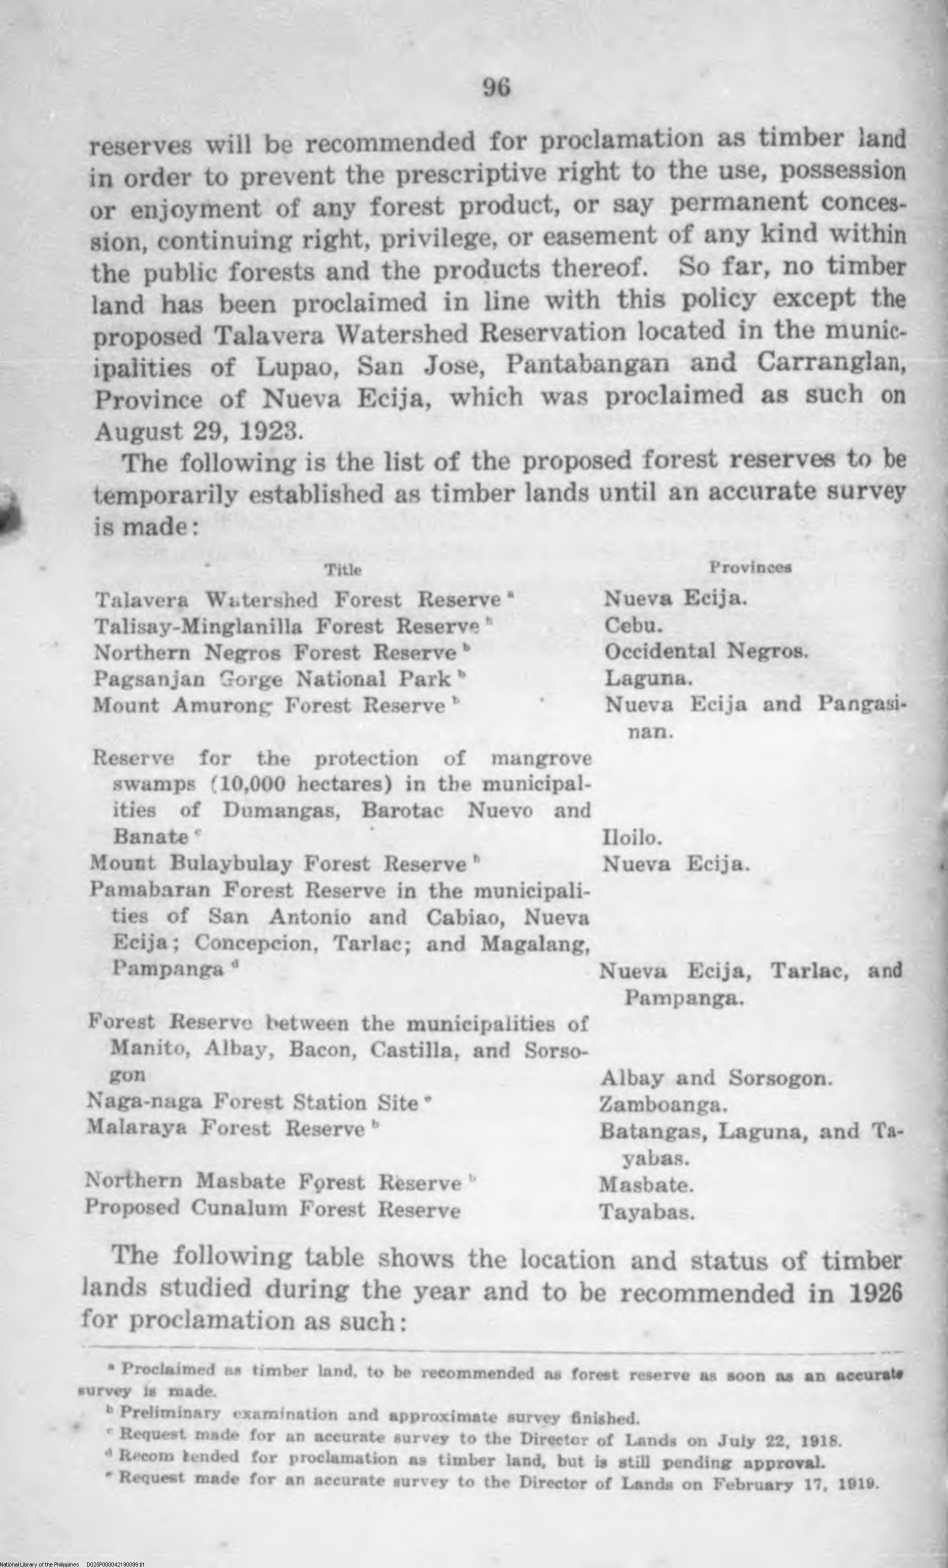 96
reserves will be recommended for proclamation as timber land
in order to prevent the prescriptive right to the use, possession
or enjoyment of any forest product, or say permanent conces-
sion, continuing right, privilege, or easement of any kind within
the public forests and the products thereof. So far, no timber
land has been proclaimed in line with this policy except the
proposed Talavera Watershed Reservation located in the munic-
ipalities of Lupao, San Jose, Pantabangan and Carranglan,
Province of Nueva Ecija, which was proclaimed as such on
August 29, 1923.
The following is the list of the proposed forest reserves to be
temporarily established as timber lands until an accurate survey
is made:
Title Provinces
Talavera Watershed Forest Reserve ᵃ Nueva Ecija.
Talisay-Minglanilla Forest Reserve ᵇ Cebu.
Northern Negros Forest Reserve ᵇ Occidental Negros.
Pagsanjan Gorge National Park ᵇ Laguna.
Mount Amurong Forest Reserve ᵇ Nueva Ecija and Pangasi-
nan.
Reserve for the protection of mangrove
swamps (10,000 hectares) in the municipal-
ities of Dumangas, Barotac Nuevo and
Banate ᶜ Iloilo.
Mount Bulaybulay Forest Reserve ᵇ Nueva Ecija.
Pamabaran Forest Reserve in the municipali-
ties of San Antonio and Cabiao, Nueva
Ecija; Concepcion, Tarlac; and Magalang,
Pampanga ᵈ Nueva Ecija, Tarlac, and
Pampanga.
Forest Reserve between the municipalities of
Manito, Albay, Bacon, Castilla, and Sorso-
gon Albay and Sorsogon.
Naga-naga Forest Station Site ᵉ Zamboanga.
Malaraya Forest Reserve ᵇ Batangas, Laguna, and Ta-
yabas.
Northern Masbate Forest Reserve ᵇ Masbate.
Proposed Cunalum Forest Reserve Tayabas.
The following table shows the location and status of timber
lands studied during the year and to be recommended in 1926
for proclamation as such:
ᵃ Proclaimed as timber land, to be recommended as forest reserve as soon as an accurate
survey is made.
ᵇ Preliminary examination and approximate survey finished.
ᶜ Request made for an accurate survey to the Director of Lands on July 22, 1918.
ᵈ Recommended for proclamation as timber land, but is still pending approval.
ᵉ Request made for an accurate survey to the Director of Lands on February 17, 1919.
National Library of the Philippines